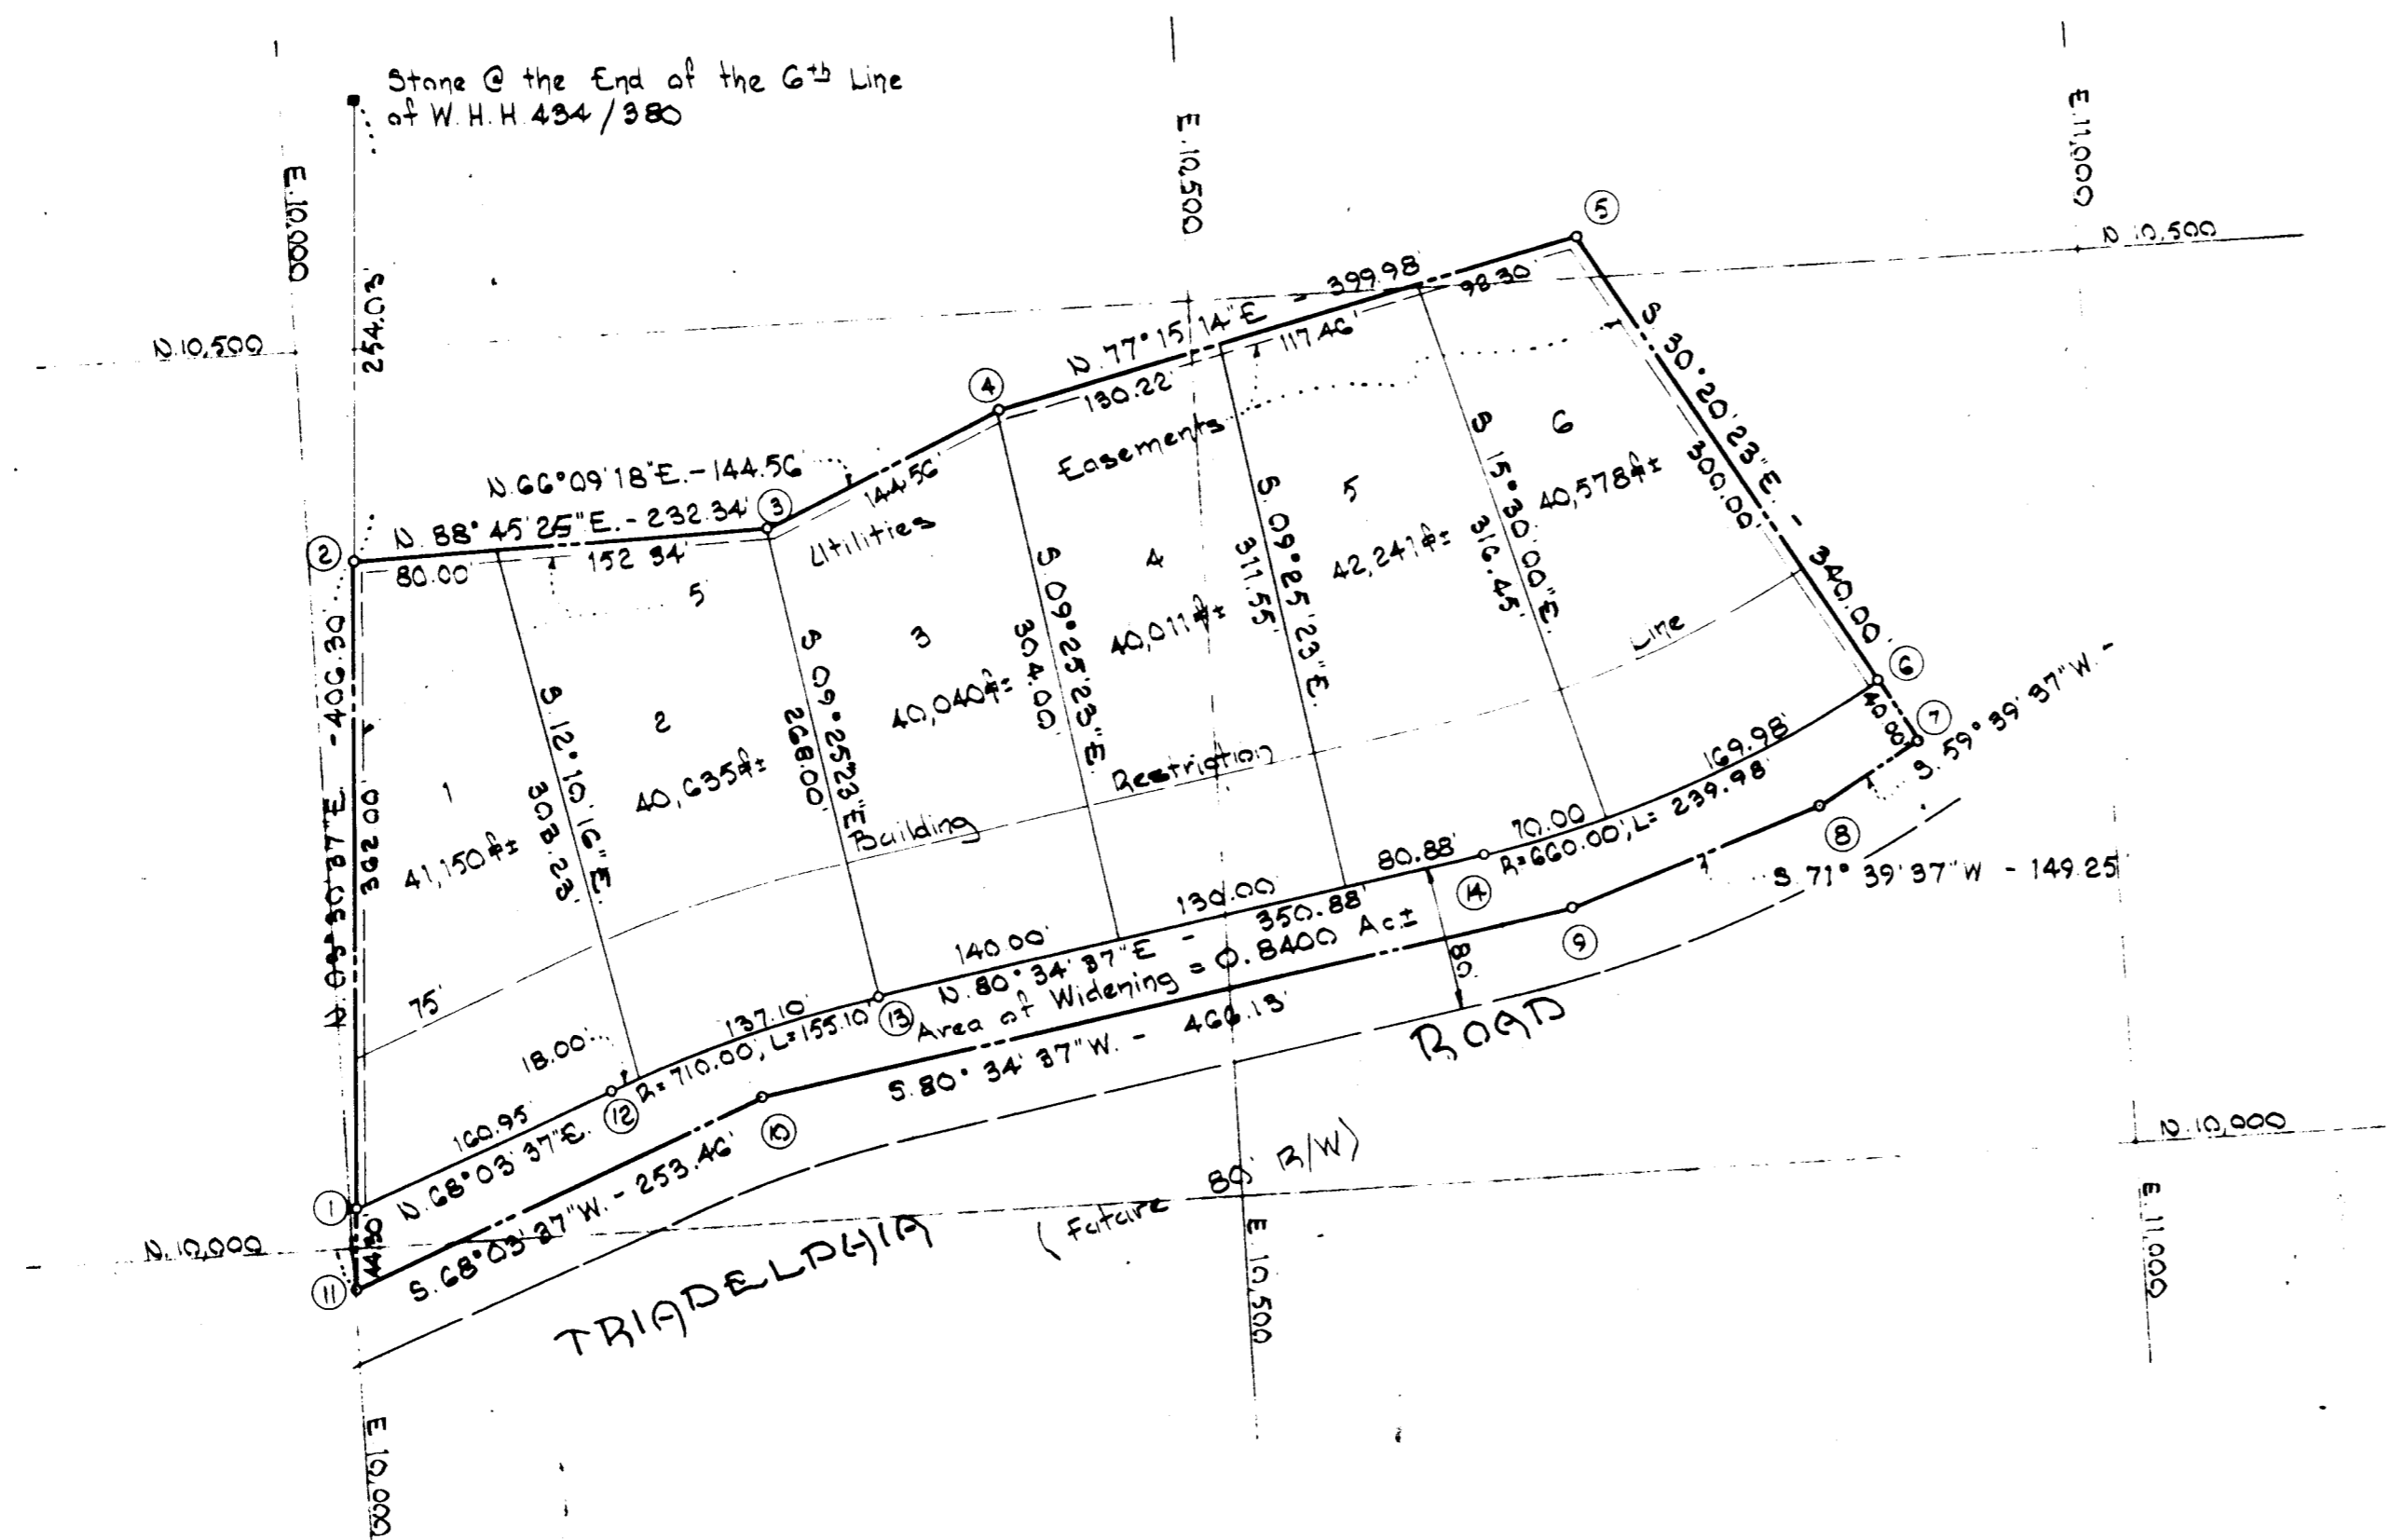 Stone @ the End of the 6th Line
of W.H.H. 434/380
E.10,000
E.10,500
E.11,000
N 10,500
N.10,500
254.03'
5
399.98'
98.30'
N. 77°15'14"E -
117.46'
130.22'
4
S. 30°20'23"E. -
340.00'
300.00'
N.66°09'18"E. - 144.56'
144.56'
3
N. 88°45'25"E. - 232.34'
2
80.00'
152.34'
5'
Utilities
Easements
N. 03°30'37"E. - 406.30'
362.00'
1
41,150 ft±
S. 12°10'16"E.
308.23'
2
40,635 ft±
S. 09°25'23"E
268.00'
3
40,040 ft±
S. 09°25'23"E.
304.00'
4
40,011 ft±
S. 09°25'23"E.
311.55'
5
42,241 ft±
S 15°30'00"E.
316.45'
6
40,578 ft±
Building
Restriction
Line
75'
6
40.00
7
S. 59°39'37"W. -
8
S. 71°39'37"W - 149.25'
169.98'
R=660.00', L=239.98'
70.00
14
80.88'
9
130.00'
350.88'
140.00'
N. 80°34'37"E -
Area of Widening = 0.8400 Ac.±
80'
13
137.10'
R=710.00', L=155.10'
18.00'
12
10
S.80°34'37"W. - 466.13'
160.95'
N. 68°03'37"E.
1
44.30
11
S. 68°03'37"W. - 253.46'
N.10,000
TRIADELPHIA
ROAD
(Future 80' R/W)
N.10,000
E.10,000
E.10,500
E.11,000